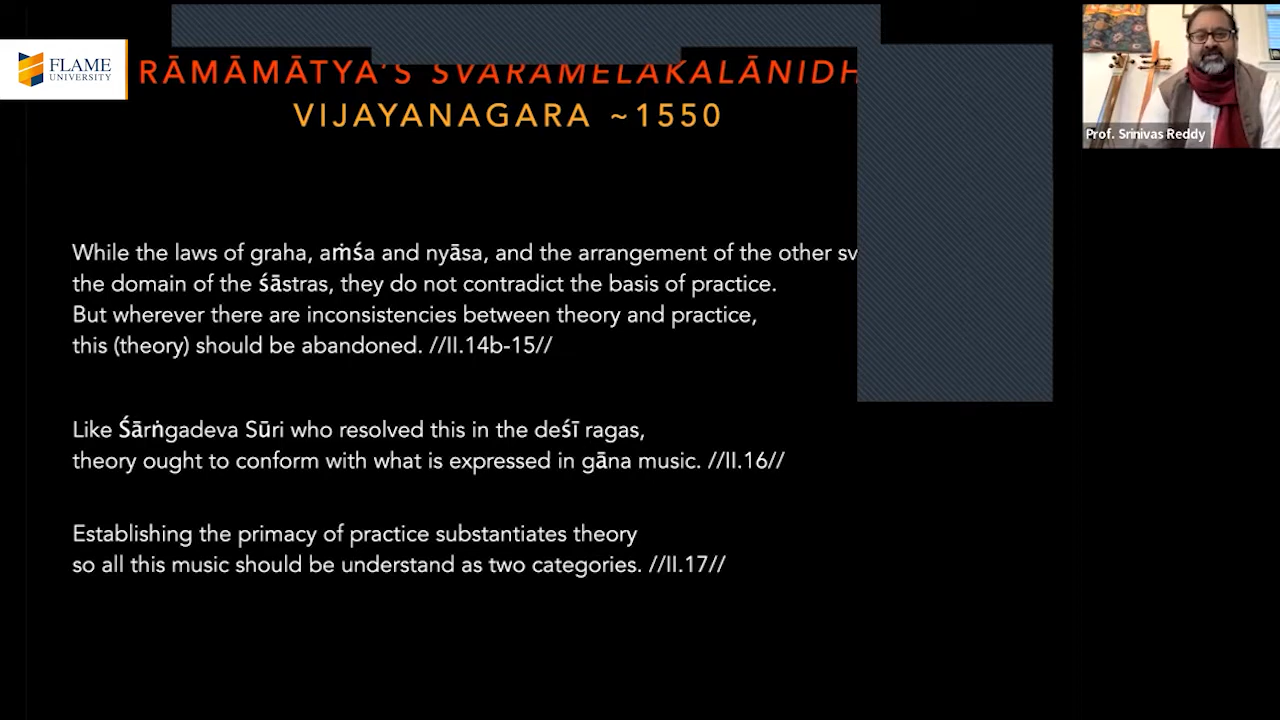 FLAME
UNIVERSITY
RĀMĀMĀTYA'S SVARAMELAKALĀNIDH
VIJAYANAGARA ~1550
Prof. Srinivas Reddy
While the laws of graha, aṁśa and nyāsa, and the arrangement of the other sv
the domain of the śāstras, they do not contradict the basis of practice.
But wherever there are inconsistencies between theory and practice,
this (theory) should be abandoned. //II.14b-15//
Like Śārṅgadeva Sūri who resolved this in the deśī ragas,
theory ought to conform with what is expressed in gāna music. //II.16//
Establishing the primacy of practice substantiates theory
so all this music should be understand as two categories. //II.17//